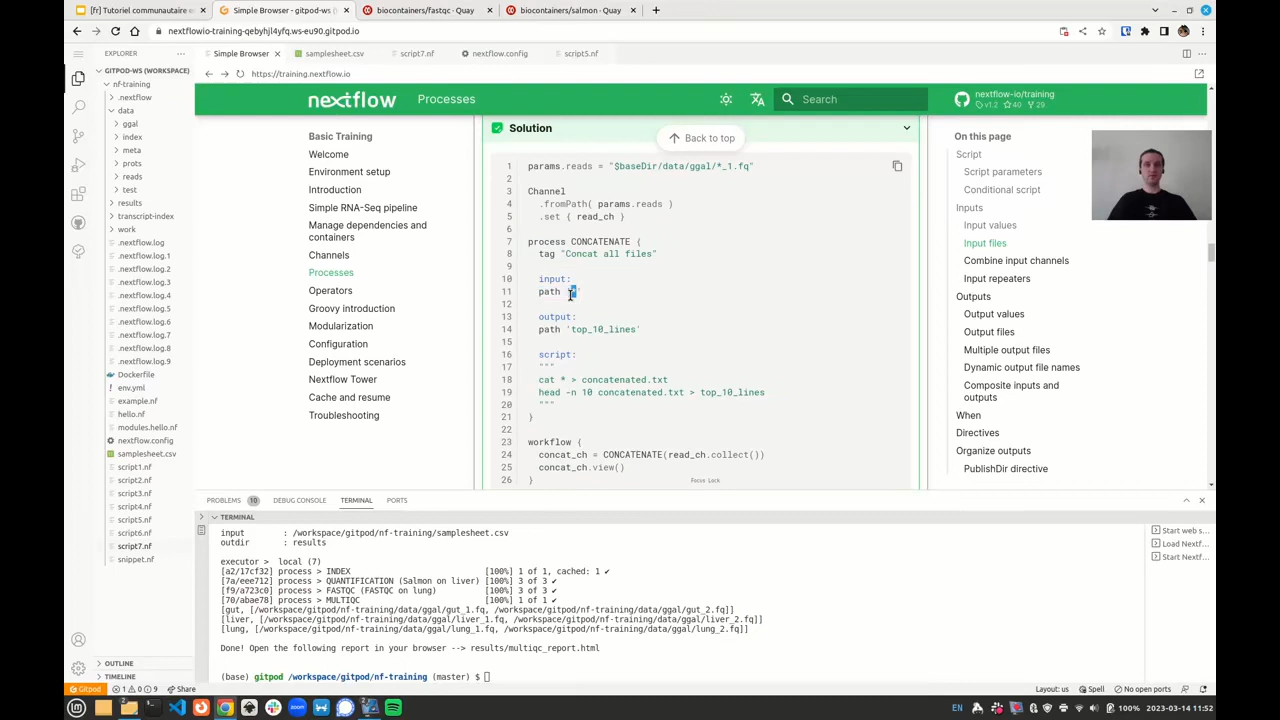 [fr] Tutoriel communautaire e
Simple Browser - gitpod-ws (
biocontainers/fastqc - Quay
biocontainers/salmon - Quay
nextflowio-training-qebyhjl4yfq.ws-eu90.gitpod.io
EXPLORER
Simple Browser
samplesheet.csv
script7.nf
nextflow.config
script5.nf
GITPOD-WS (WORKSPACE)
https://training.nextflow.io
nf-training
.nextflow
data
ggal
index
meta
prots
reads
test
results
transcript-index
work
.nextflow.log
.nextflow.log.1
.nextflow.log.2
.nextflow.log.3
.nextflow.log.4
.nextflow.log.5
.nextflow.log.6
.nextflow.log.7
.nextflow.log.8
.nextflow.log.9
Dockerfile
env.yml
example.nf
hello.nf
modules.hello.nf
nextflow.config
samplesheet.csv
script1.nf
script2.nf
script3.nf
script4.nf
script5.nf
script6.nf
script7.nf
snippet.nf
OUTLINE
TIMELINE
nextflow
Processes
Search
nextflow-io/training
v1.2 40 29
Basic Training
Welcome
Environment setup
Introduction
Simple RNA-Seq pipeline
Manage dependencies and
containers
Channels
Processes
Operators
Groovy introduction
Modularization
Configuration
Deployment scenarios
Nextflow Tower
Cache and resume
Troubleshooting
Solution
Back to top
1 params.reads = "$baseDir/data/ggal/*_1.fq"
2
3 Channel
4 .fromPath( params.reads )
5 .set { read_ch }
6
7 process CONCATENATE {
8 tag "Concat all files"
9
10 input:
11 path '*'
12
13 output:
14 path 'top_10_lines'
15
16 script:
17 """
18 cat * > concatenated.txt
19 head -n 10 concatenated.txt > top_10_lines
20 """
21 }
22
23 workflow {
24 concat_ch = CONCATENATE(read_ch.collect())
25 concat_ch.view()
26 }
Focus Lock
On this page
Script
Script parameters
Conditional script
Inputs
Input values
Input files
Combine input channels
Input repeaters
Outputs
Output values
Output files
Multiple output files
Dynamic output file names
Composite inputs and
outputs
When
Directives
Organize outputs
PublishDir directive
PROBLEMS 10 DEBUG CONSOLE TERMINAL PORTS
TERMINAL
input : /workspace/gitpod/nf-training/samplesheet.csv
outdir : results
executor > local (7)
[a2/17cf32] process > INDEX [100%] 1 of 1, cached: 1 ✔
[7a/eee712] process > QUANTIFICATION (Salmon on liver) [100%] 3 of 3 ✔
[f9/a723c0] process > FASTQC (FASTQC on lung) [100%] 3 of 3 ✔
[70/abae78] process > MULTIQC [100%] 1 of 1 ✔
[gut, [/workspace/gitpod/nf-training/data/ggal/gut_1.fq, /workspace/gitpod/nf-training/data/ggal/gut_2.fq]]
[liver, [/workspace/gitpod/nf-training/data/ggal/liver_1.fq, /workspace/gitpod/nf-training/data/ggal/liver_2.fq]]
[lung, [/workspace/gitpod/nf-training/data/ggal/lung_1.fq, /workspace/gitpod/nf-training/data/ggal/lung_2.fq]]
Done! Open the following report in your browser --> results/multiqc_report.html
(base) gitpod /workspace/gitpod/nf-training (master) $
Start web s...
Load Nextf...
Start Nextf...
Gitpod
1 0 9
Share
Layout: us
Spell
No open ports
EN
100%
2023-03-14 11:52